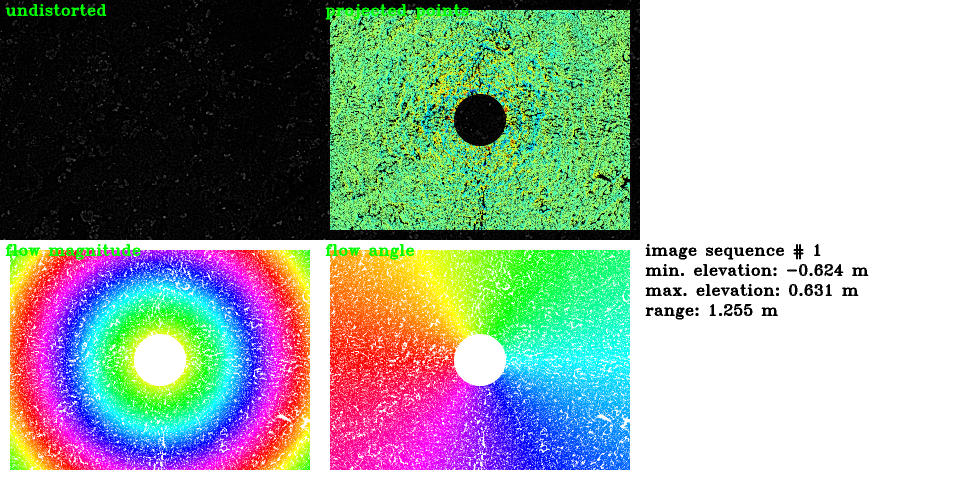 undistorted
projected points
flow magnitude
flow angle
image sequence # 1
min. elevation: −0.624 m
max. elevation: 0.631 m
range: 1.255 m